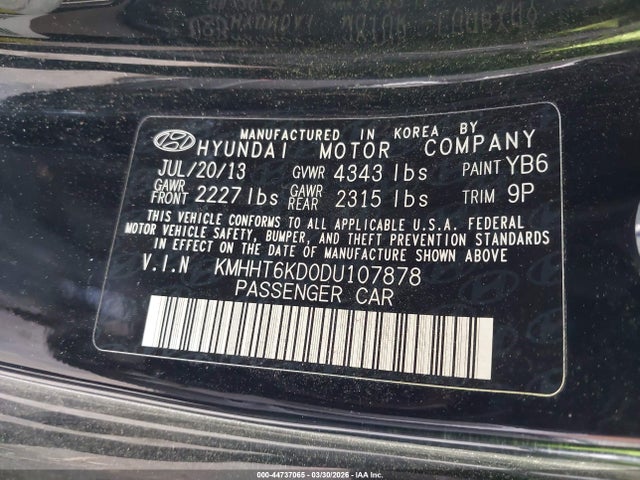 MANUFACTURED IN KOREA BY
HYUNDAI MOTOR COMPANY
JUL/20/13 GVWR 4343 lbs PAINT YB6
GAWR FRONT 2227 lbs GAWR REAR 2315 lbs TRIM 9P
THIS VEHICLE CONFORMS TO ALL APPLICABLE U.S.A. FEDERAL
MOTOR VEHICLE SAFETY, BUMPER, AND THEFT PREVENTION STANDARDS
IN EFFECT ON THE DATE OF MANUFACTURE SHOWN ABOVE
V.I.N KMHHT6KD0DU107878
PASSENGER CAR
000-44737065 - 03/30/2026 - IAAI.com